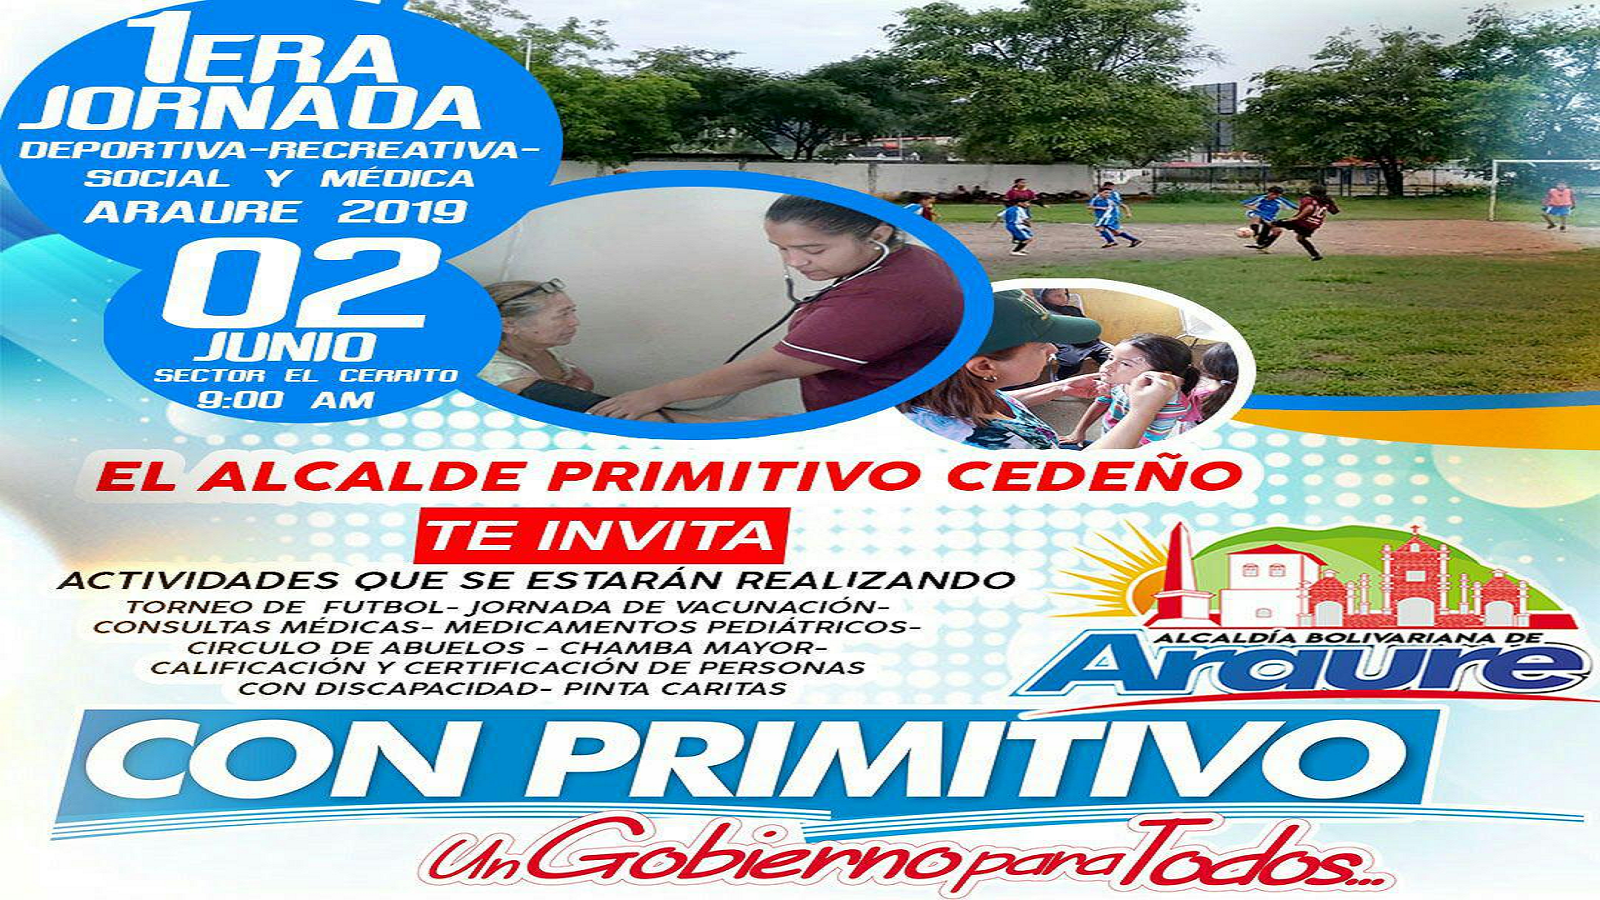 1ERA
JORNADA
DEPORTIVA-RECREATIVA-
SOCIAL Y MÉDICA
ARAURE 2019
02
JUNIO
SECTOR EL CERRITO
9:00 AM
EL ALCALDE PRIMITIVO CEDEÑO
TE INVITA
ACTIVIDADES QUE SE ESTARÁN REALIZANDO
TORNEO DE FUTBOL- JORNADA DE VACUNACIÓN-
CONSULTAS MÉDICAS- MEDICAMENTOS PEDIÁTRICOS-
CIRCULO DE ABUELOS - CHAMBA MAYOR-
CALIFICACIÓN Y CERTIFICACIÓN DE PERSONAS
CON DISCAPACIDAD- PINTA CARITAS
ALCALDÍA BOLIVARIANA DE
Araure
CON PRIMITIVO
Un Gobierno para Todos...